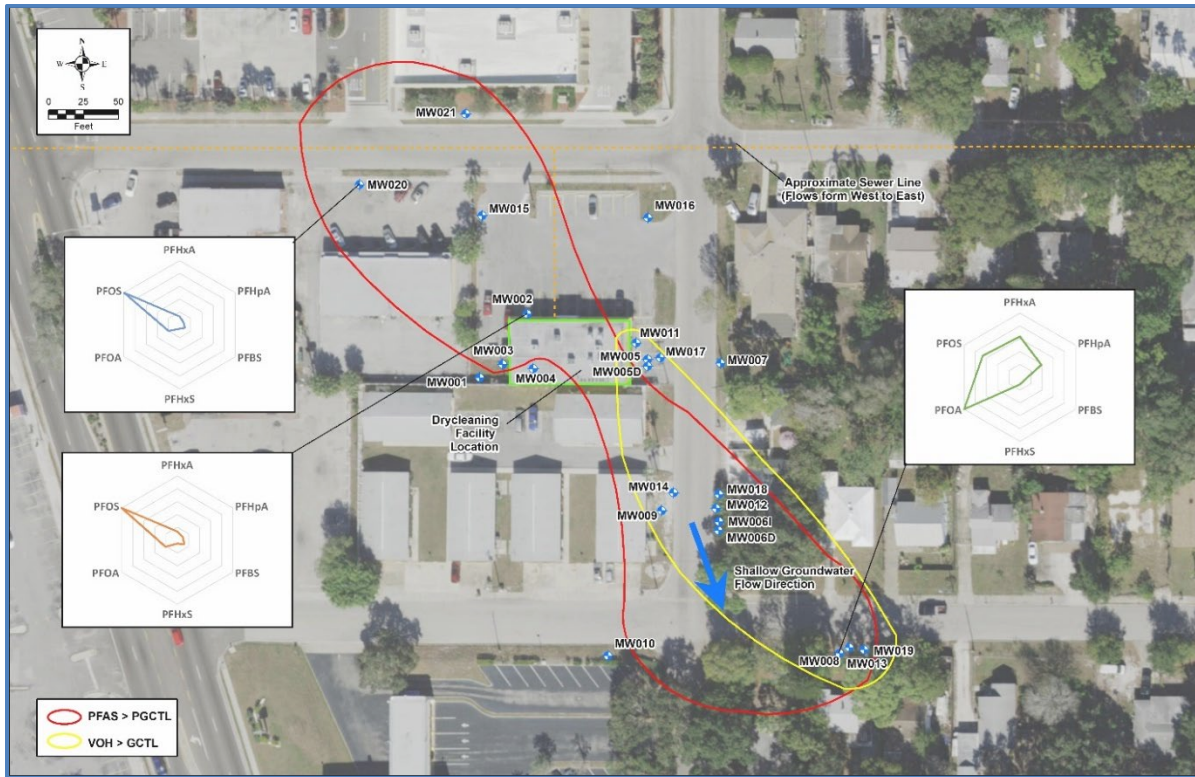 N
W E
S
0 25 50
Feet
MW021
MW020
Approximate Sewer Line
(Flows form West to East)
MW015
MW016
PFHxA
PFOS
PFHpA
PFOA
PFBS
PFHxS
MW002
MW011
MW003
MW005
MW017
MW007
MW005D
MW001
MW004
Drycleaning
Facility
Location
PFHxA
PFOS
PFHpA
PFOA
PFBS
PFHxS
PFHxA
PFOS
PFHpA
PFOA
PFBS
PFHxS
MW014
MW018
MW009
MW012
MW006I
MW006D
Shallow Groundwater
Flow Direction
MW010
MW008
MW013
MW019
PFAS > PGCTL
VOH > GCTL